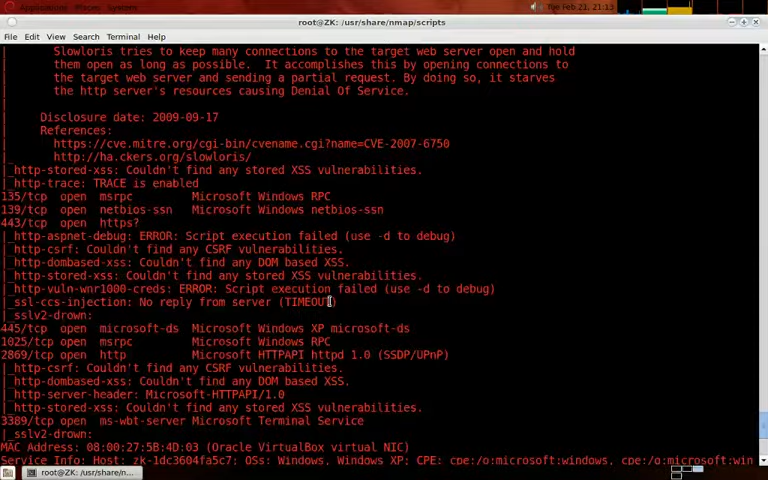 Applications Places System Tue Feb 21, 21:13
root@ZK: /usr/share/nmap/scripts
File Edit View Search Terminal Help
|       Slowloris tries to keep many connections to the target web server open and hold
|       them open as long as possible.  It accomplishes this by opening connections to
|       the target web server and sending a partial request. By doing so, it starves
|       the http server's resources causing Denial Of Service.
|
|     Disclosure date: 2009-09-17
|     References:
|       https://cve.mitre.org/cgi-bin/cvename.cgi?name=CVE-2007-6750
|_      http://ha.ckers.org/slowloris/
|_http-stored-xss: Couldn't find any stored XSS vulnerabilities.
|_http-trace: TRACE is enabled
135/tcp  open  msrpc         Microsoft Windows RPC
139/tcp  open  netbios-ssn   Microsoft Windows netbios-ssn
443/tcp  open  https?
|_http-aspnet-debug: ERROR: Script execution failed (use -d to debug)
|_http-csrf: Couldn't find any CSRF vulnerabilities.
|_http-dombased-xss: Couldn't find any DOM based XSS.
|_http-stored-xss: Couldn't find any stored XSS vulnerabilities.
|_http-vuln-wnr1000-creds: ERROR: Script execution failed (use -d to debug)
|_ssl-ccs-injection: No reply from server (TIMEOUT)
|_sslv2-drown:
445/tcp  open  microsoft-ds  Microsoft Windows XP microsoft-ds
1025/tcp open  msrpc         Microsoft Windows RPC
2869/tcp open  http          Microsoft HTTPAPI httpd 1.0 (SSDP/UPnP)
|_http-csrf: Couldn't find any CSRF vulnerabilities.
|_http-dombased-xss: Couldn't find any DOM based XSS.
|_http-server-header: Microsoft-HTTPAPI/1.0
|_http-stored-xss: Couldn't find any stored XSS vulnerabilities.
3389/tcp open  ms-wbt-server Microsoft Terminal Service
|_sslv2-drown:
MAC Address: 08:00:27:5B:4D:03 (Oracle VirtualBox virtual NIC)
Service Info: Host: zk-1dc3604fa5c7; OSs: Windows, Windows XP; CPE: cpe:/o:microsoft:windows, cpe:/o:microsoft:win
root@ZK: /usr/share/n...